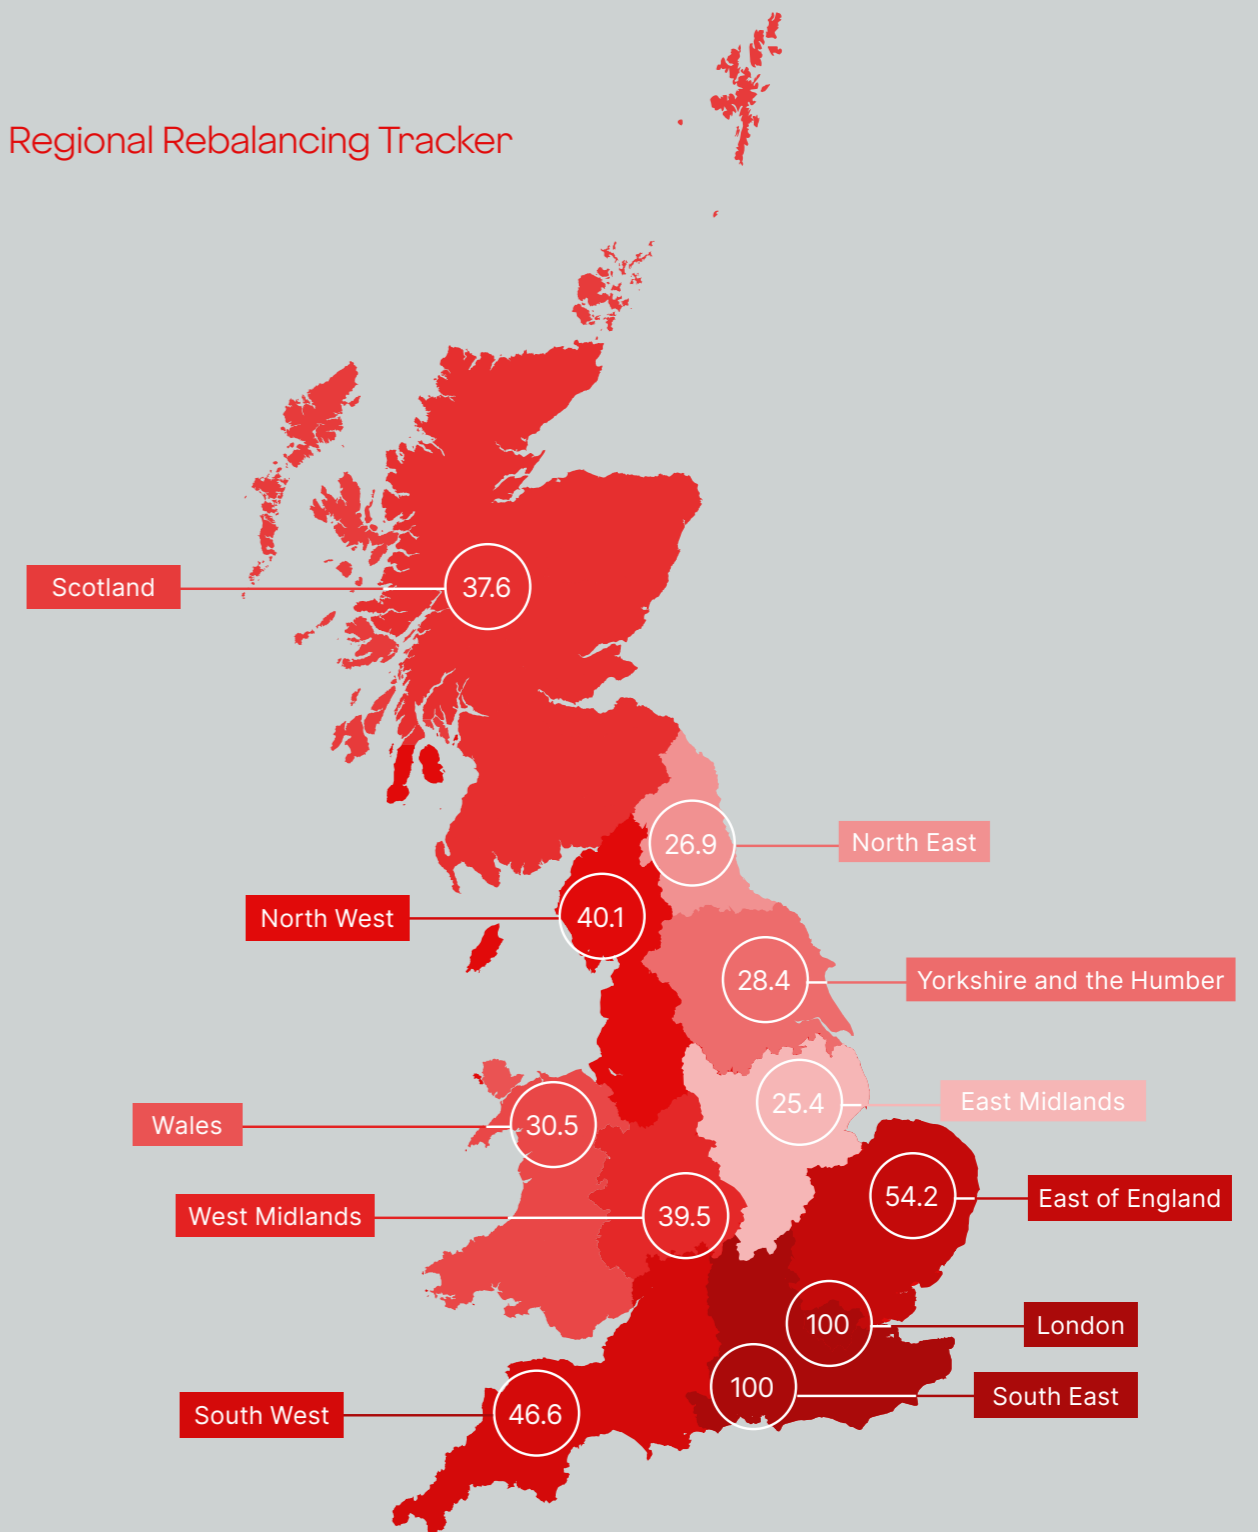 Regional Rebalancing Tracker
Scotland
37.6
26.9
North East
North West
40.1
28.4
Yorkshire and the Humber
25.4
East Midlands
Wales
30.5
54.2
East of England
West Midlands
39.5
100
London
100
South East
South West
46.6